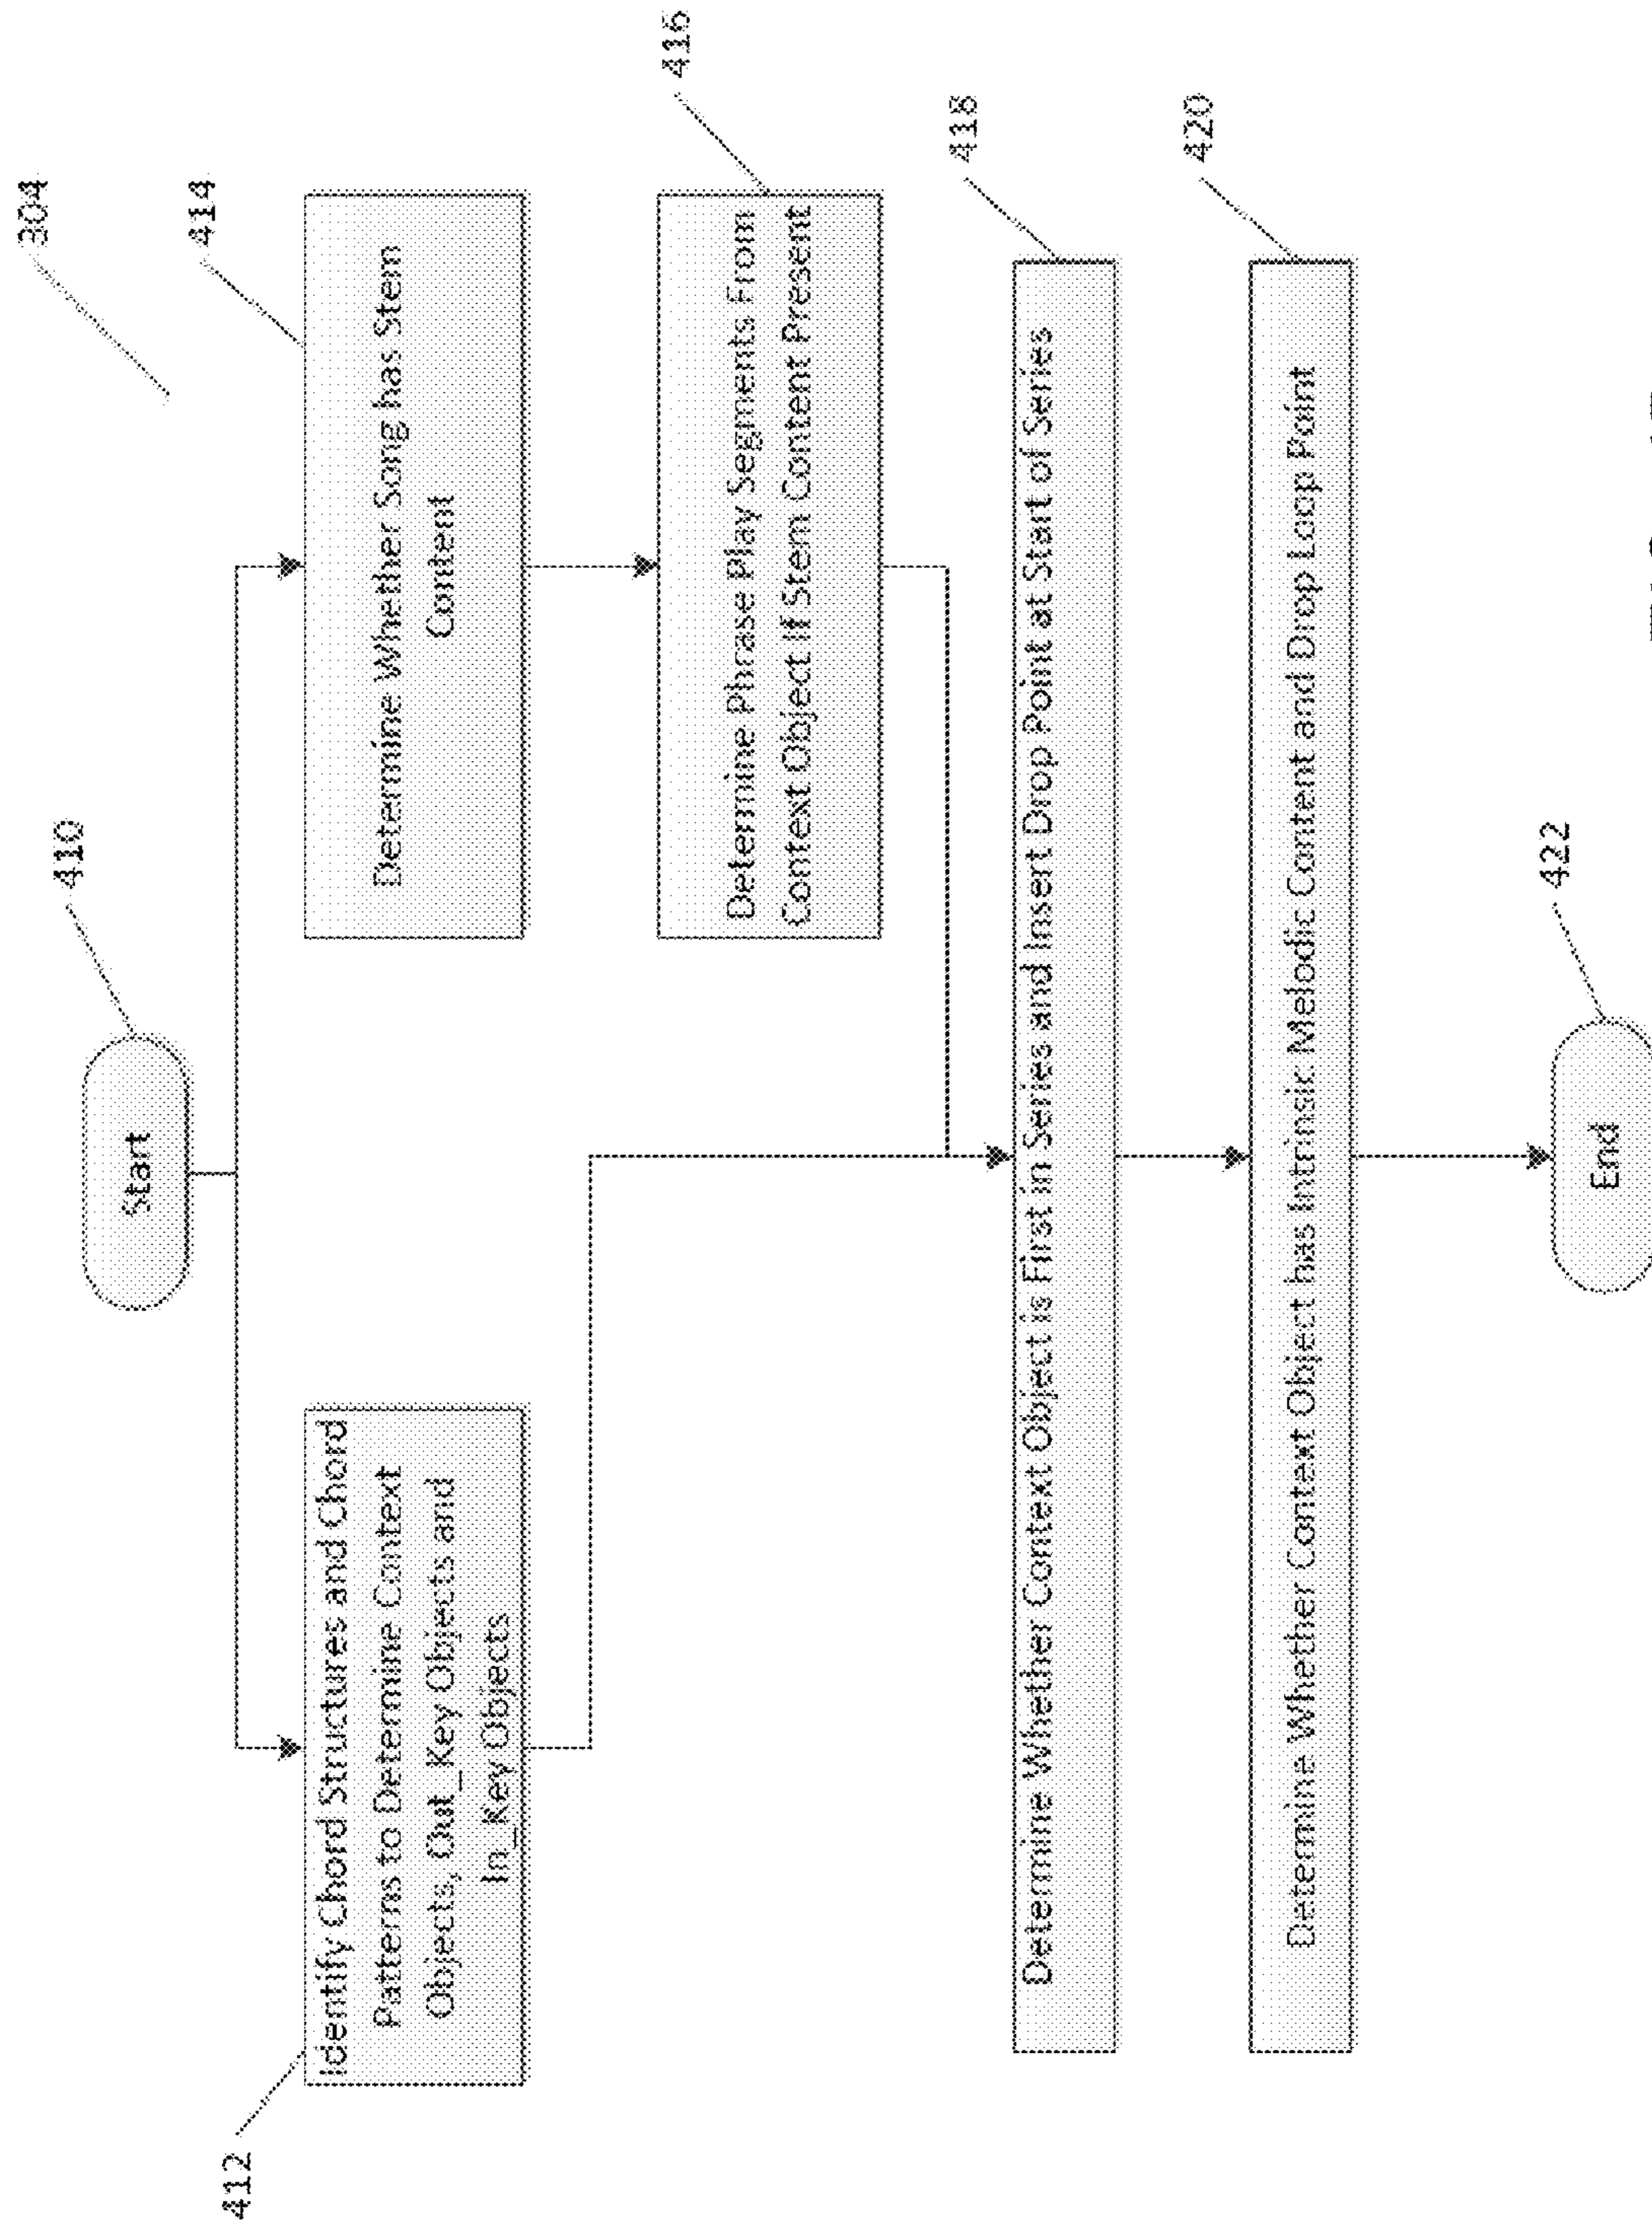 304
410
Start
412
Identify Chord Structures and Chord
Patterns to Determine Context
Objects, Out_Key Objects and
In_Key Objects
414
Determine Whether Song has Stem
Content
416
Determine Phrase Play Segments From
Context Object If Stem Content Present
418
Determine Whether Context Object is First in Series and Insert Drop Point at Start of Series
420
Determine Whether Context Object has Intrinsic Melodic Content and Drop Loop Point
422
End